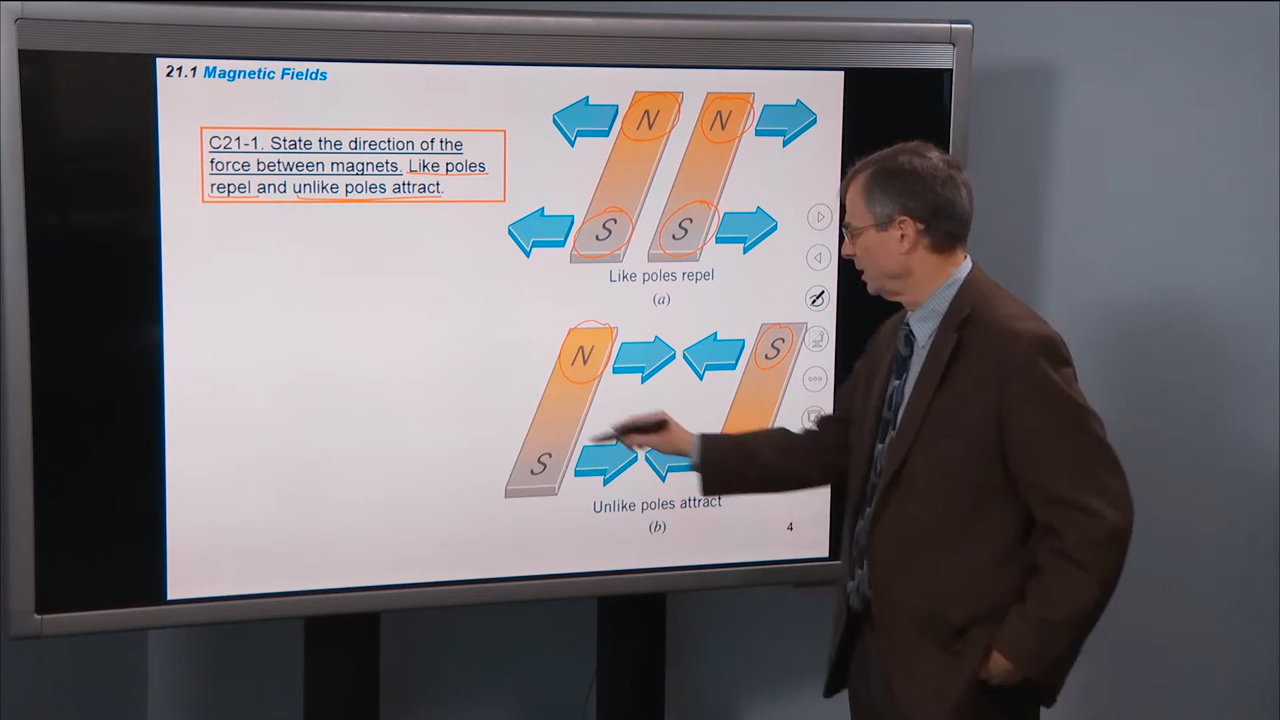 21.1 Magnetic Fields
C21-1. State the direction of the
force between magnets. Like poles
repel and unlike poles attract.
N N
S S
Like poles repel
(a)
N S
S
Unlike poles attract
(b)
4